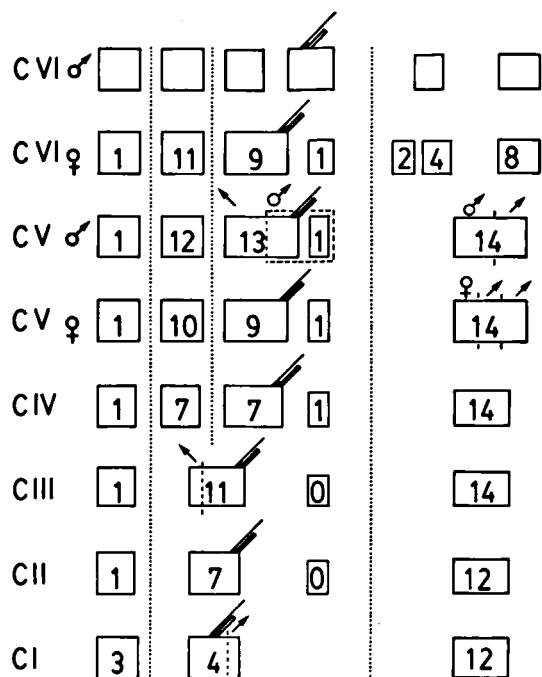 C VI ♂
C VI ♀ 1 11 9 1 2 4 8
♂ ♂
C V ♂ 1 12 13 1 14
♀
C V ♀ 1 10 9 1 14
C IV 1 7 7 1 14
C III 1 11 0 14
C II 1 7 0 12
C I 3 4 12